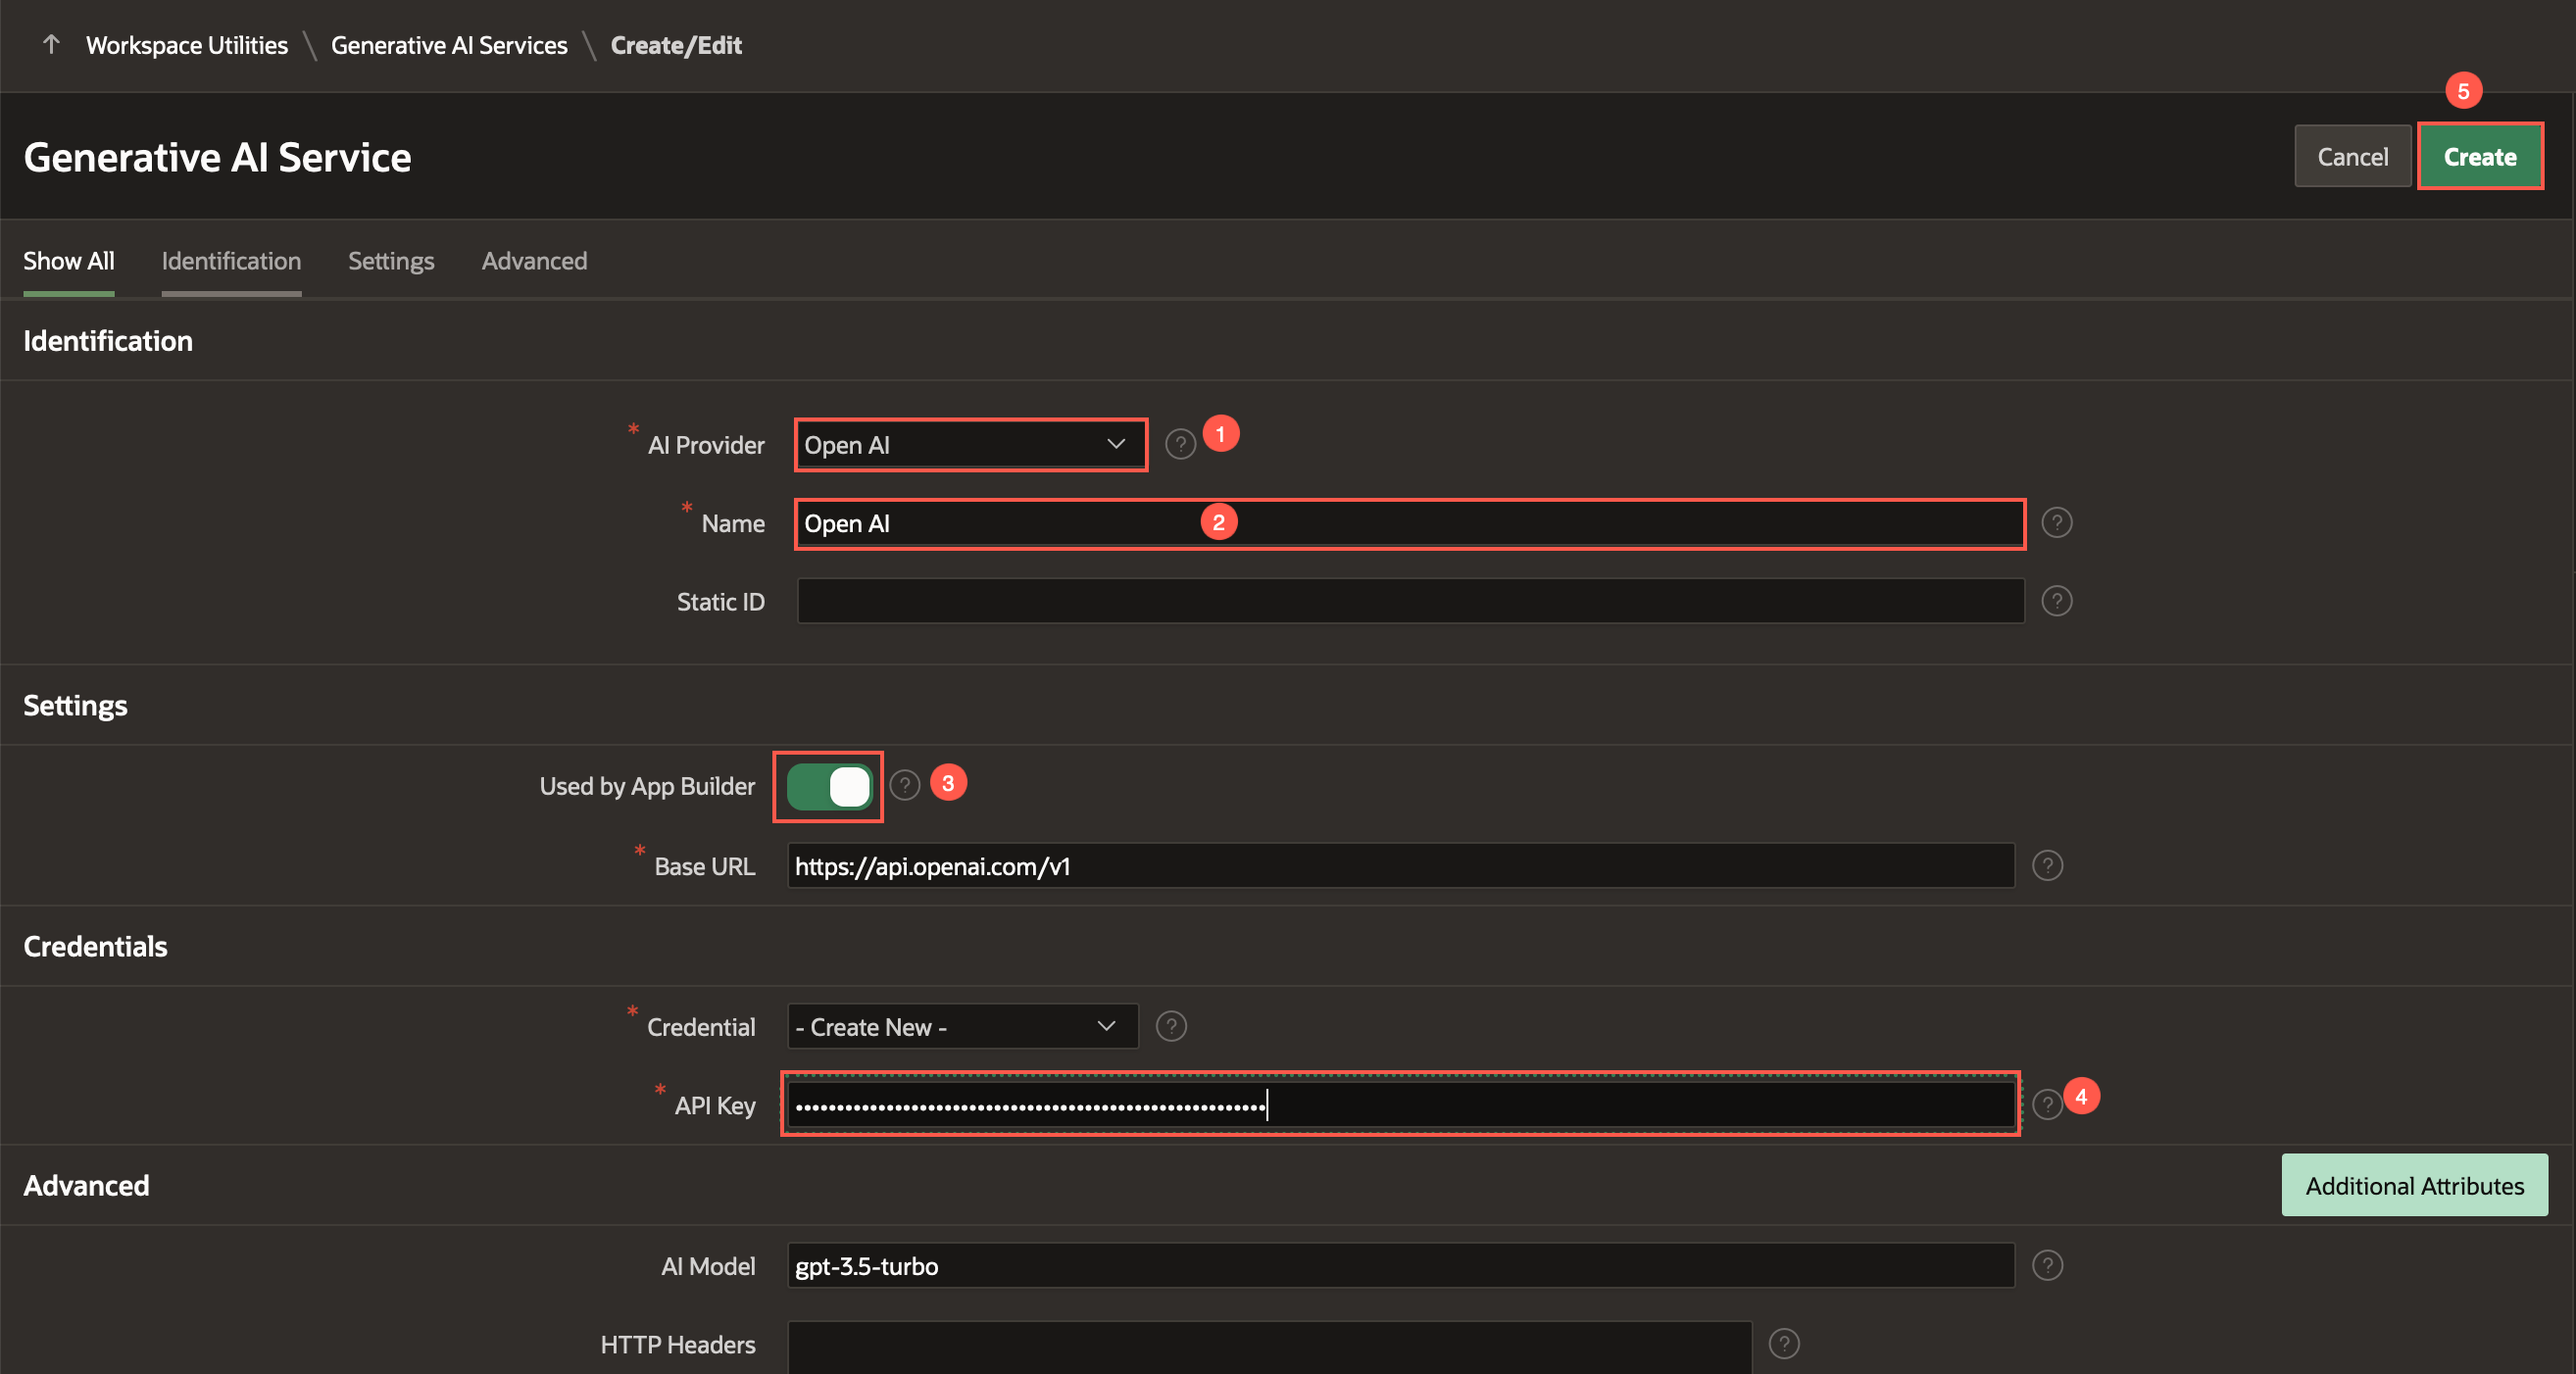 Workspace Utilities \ Generative AI Services \ Create/Edit
5
Generative AI Service
Cancel Create
Show All Identification Settings Advanced
Identification
* AI Provider Open AI ? 1
* Name Open AI 2 ?
Static ID ?
Settings
Used by App Builder ? 3
* Base URL https://api.openai.com/v1 ?
Credentials
* Credential - Create New - ?
* API Key ? 4
Advanced Additional Attributes
AI Model gpt-3.5-turbo ?
HTTP Headers ?